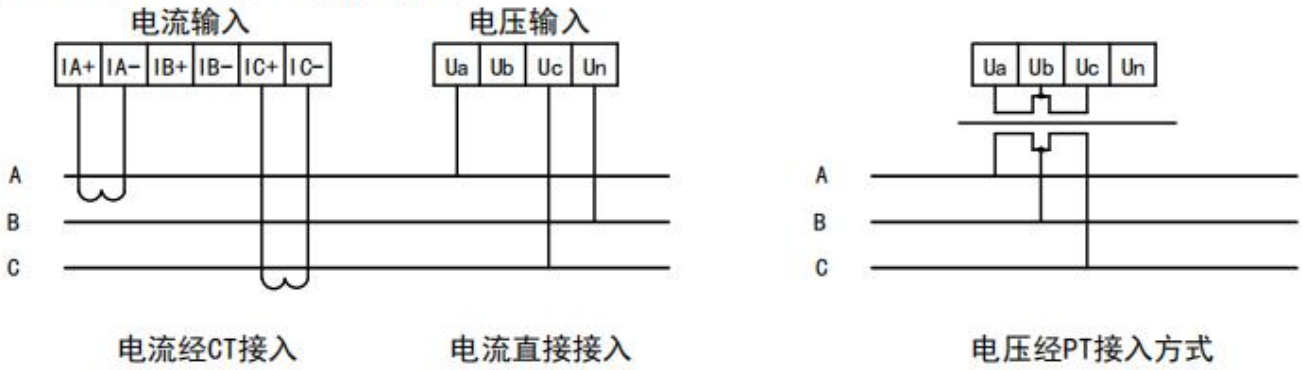 电流输入 电压输入
IA+ IA- IB+ IB- IC+ IC- Ua Ub Uc Un Ua Ub Uc Un
A A
B B
C C
电流经CT接入 电流直接接入 电压经PT接入方式